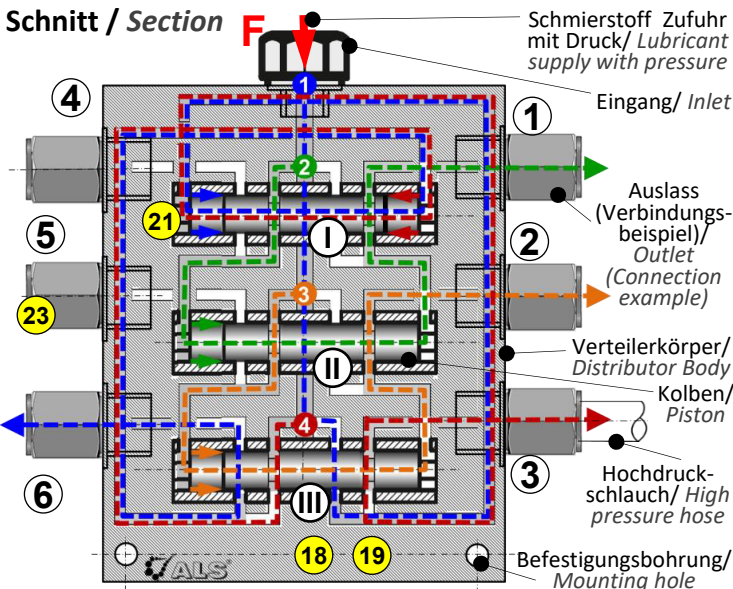 Schnitt / Section
F
Schmierstoff Zufuhr
mit Druck/ Lubricant
supply with pressure
Eingang/ Inlet
1
4
1
2
21
I
Auslass
(Verbindungs-
beispiel)/
Outlet
(Connection
example)
5
2
23
3
II
Verteilerkörper/
Distributor Body
Kolben/
Piston
4
6
III
3
Hochdruck-
schlauch/ High
pressure hose
18
19
ALS
Befestigungsbohrung/
Mounting hole